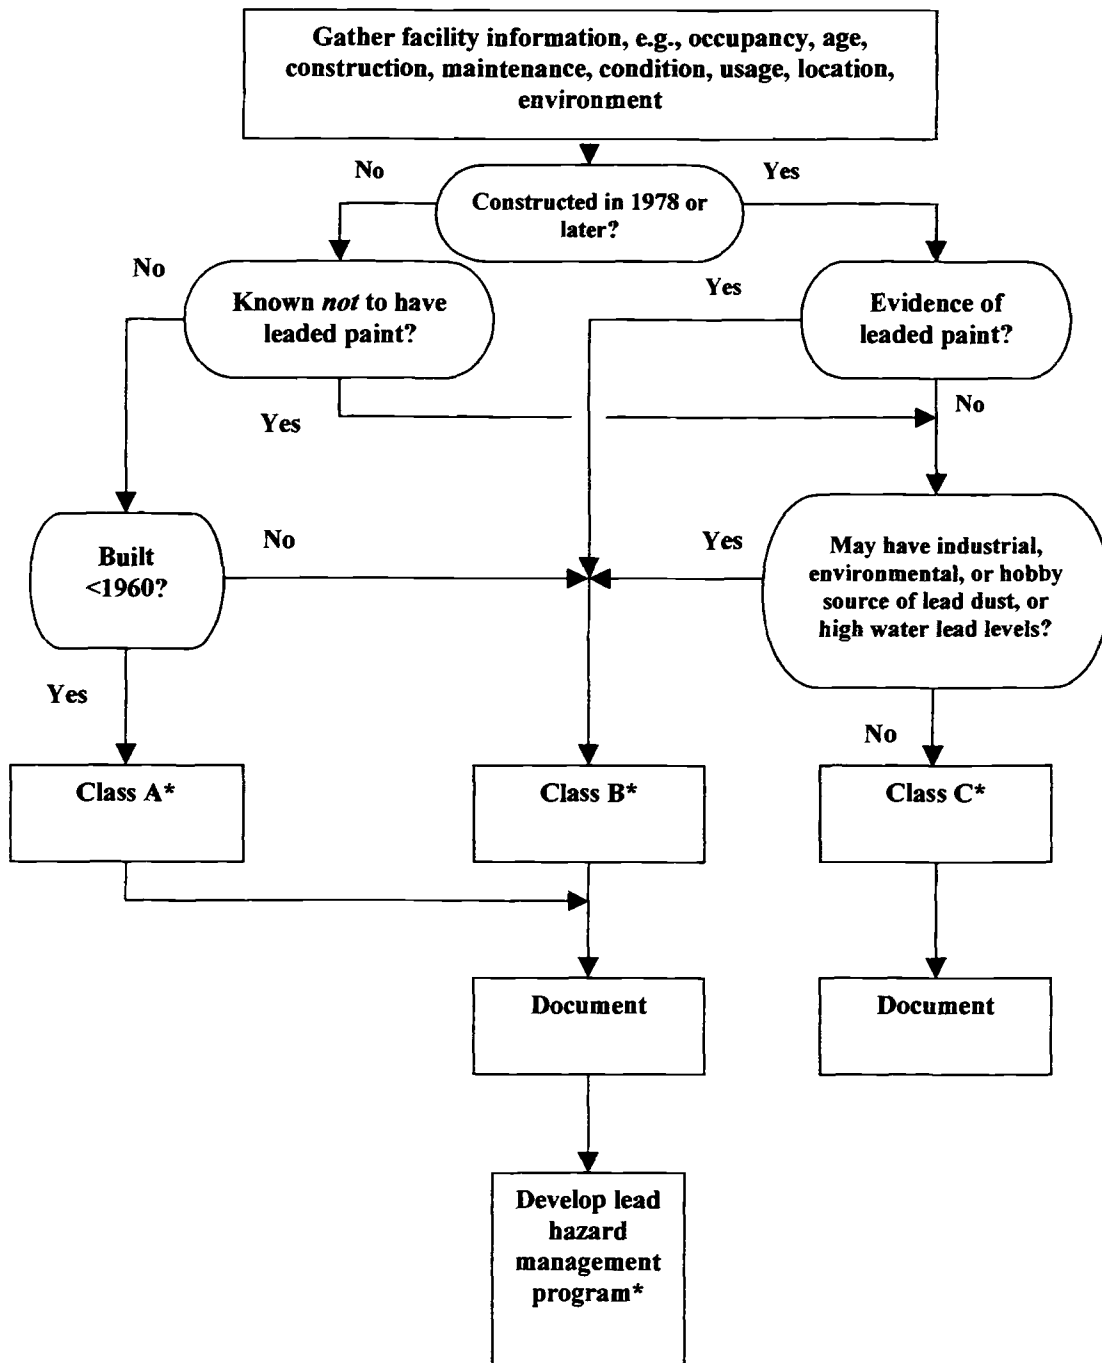 Gather facility information, e.g., occupancy, age,
construction, maintenance, condition, usage, location,
environment
No
Yes
Constructed in 1978 or
later?
No
Known not to have
leaded paint?
Yes
Evidence of
leaded paint?
Yes
No
Built
<1960?
No
Yes
May have industrial,
environmental, or hobby
source of lead dust, or
high water lead levels?
Yes
No
Class A*
Class B*
Class C*
Document
Document
Develop lead
hazard
management
program*